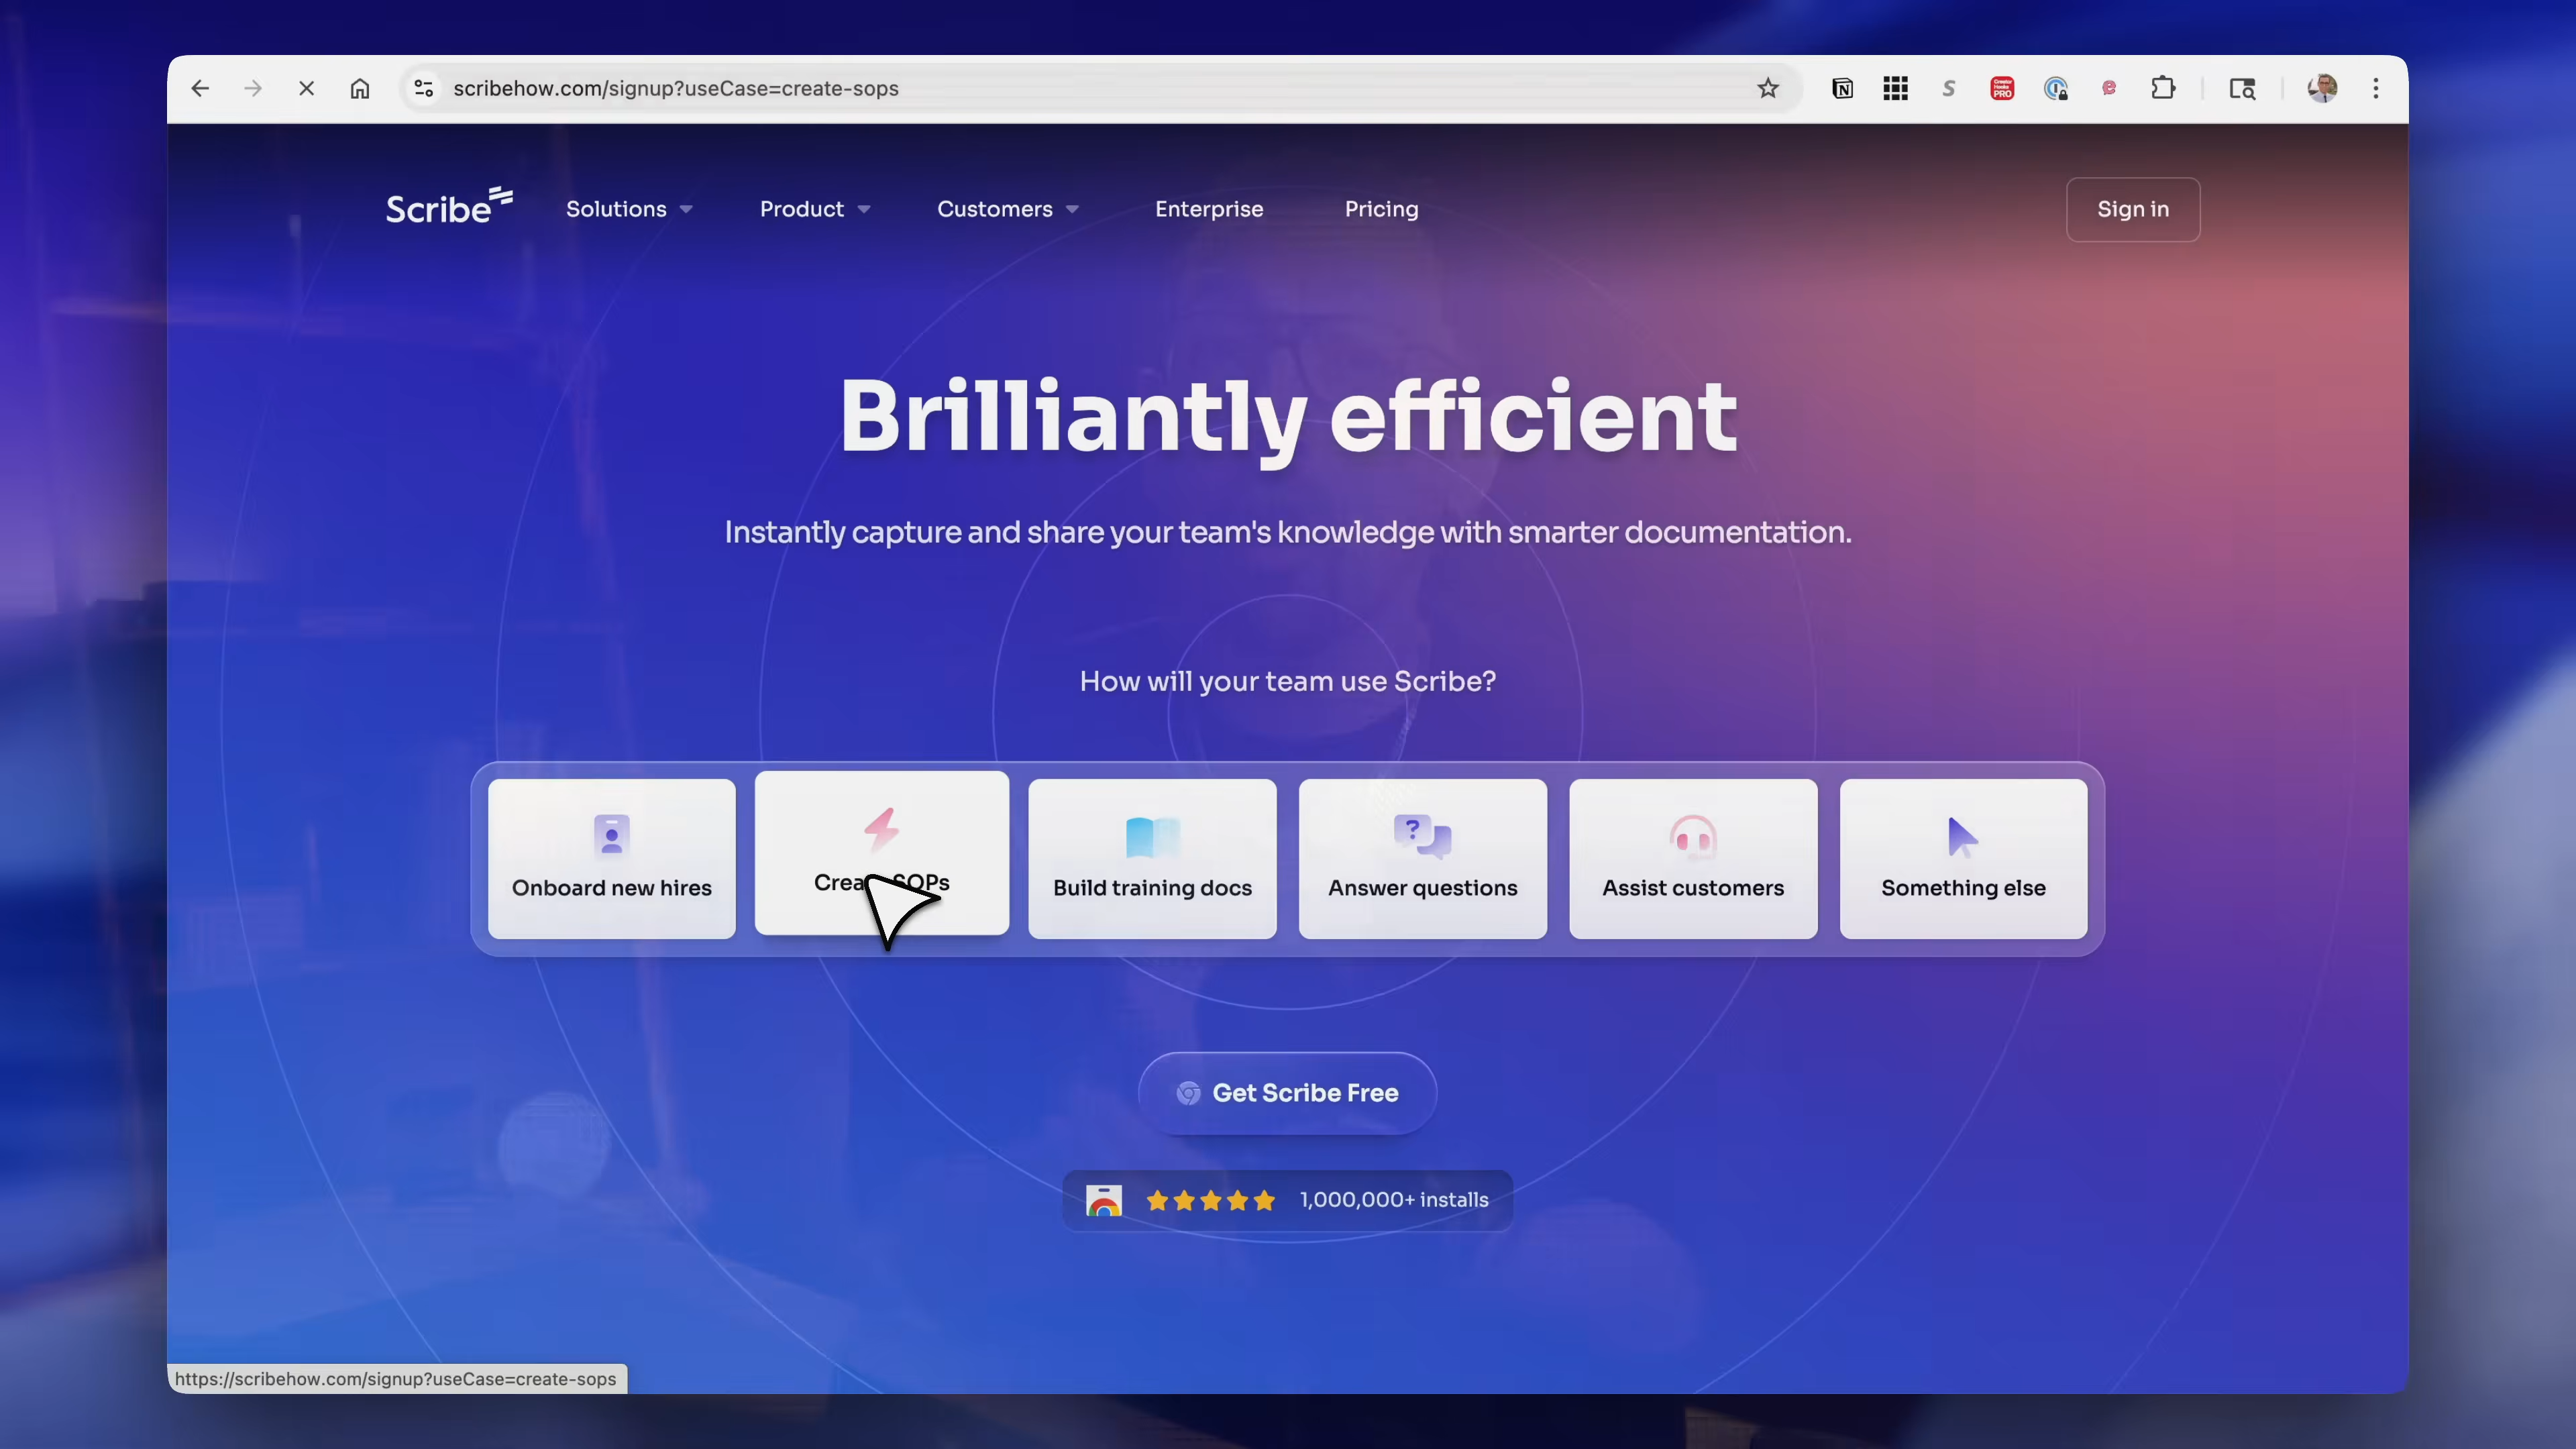 scribehow.com/signup?useCase=create-sops
Scribe
Solutions
Product
Customers
Enterprise
Pricing
Sign in
Brilliantly efficient
Instantly capture and share your team's knowledge with smarter documentation.
How will your team use Scribe?
Onboard new hires
Create SOPs
Build training docs
Answer questions
Assist customers
Something else
Get Scribe Free
1,000,000+ installs
https://scribehow.com/signup?useCase=create-sops